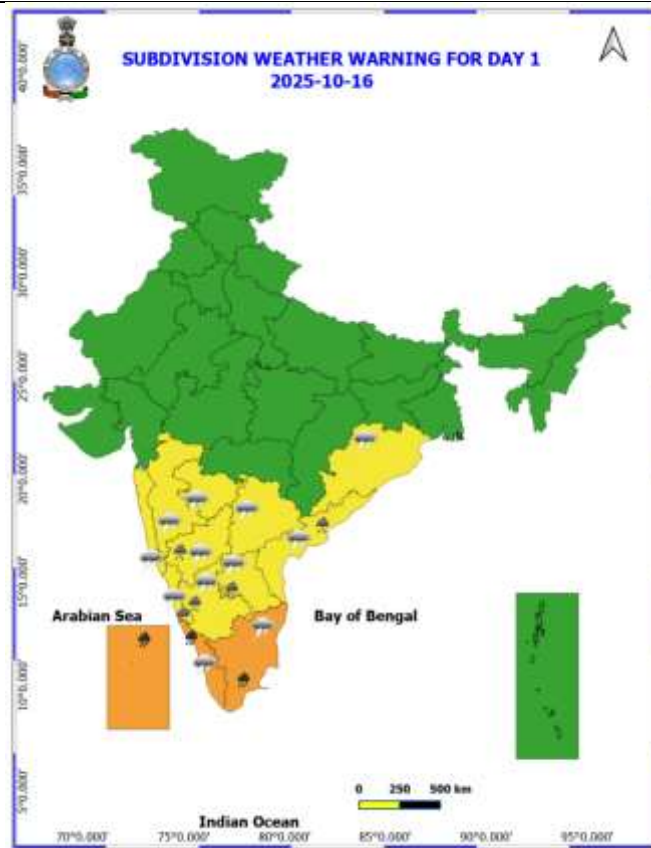 SUBDIVISION WEATHER WARNING FOR DAY 1
2025-10-16
40°0.000'
35°0.000'
30°0.000'
25°0.000'
20°0.000'
15°0.000'
10°0.000'
5°0.000'
Arabian Sea
Bay of Bengal
0 250 500 km
Indian Ocean
70°0.000' 75°0.000' 80°0.000' 85°0.000' 90°0.000' 95°0.000'